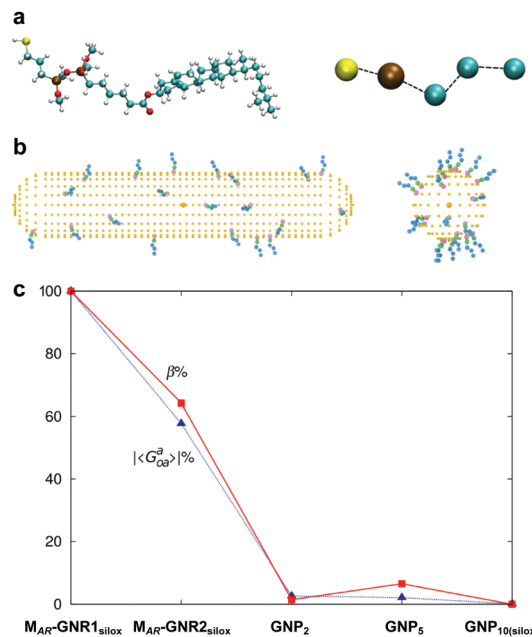 a
b
c
100
80
60
40
20
0
β%
|<G^a_oa>|%
M_AR-GNR1_silox
M_AR-GNR2_silox
GNP_2
GNP_5
GNP_10(silox)